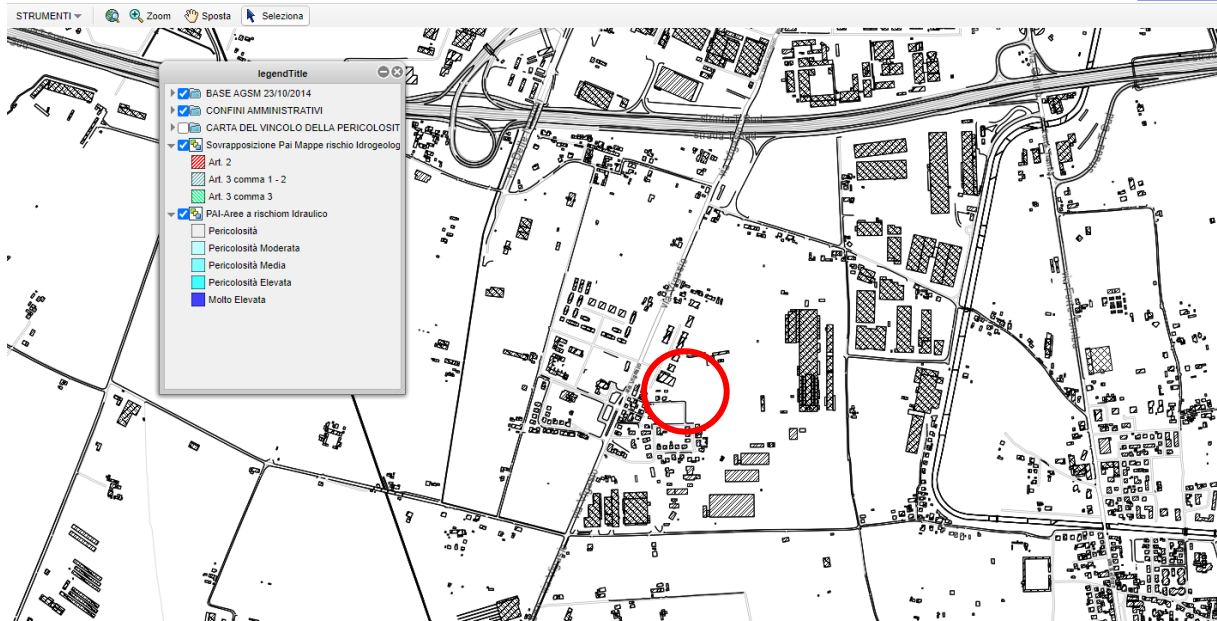 STRUMENTI
Zoom
Sposta
Seleziona
legendTitle
BASE AGSM 23/10/2014
CONFINI AMMINISTRATIVI
CARTA DEL VINCOLO DELLA PERICOLOSIT
Sovrapposizione Pai Mappe rischio Idrogeolog
Art. 2
Art. 3 comma 1 - 2
Art. 3 comma 3
PAI-Aree a rischiom Idraulico
Pericolosità
Pericolosità Moderata
Pericolosità Media
Pericolosità Elevata
Molto Elevata